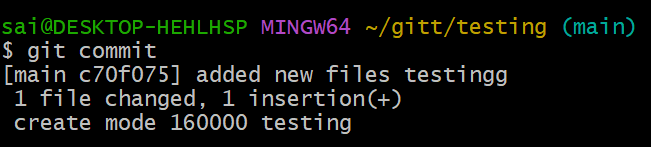 sai@DESKTOP-HEHLHSP MINGW64 ~/gitt/testing (main)
$ git commit
[main c70f075] added new files testingg
 1 file changed, 1 insertion(+)
 create mode 160000 testing